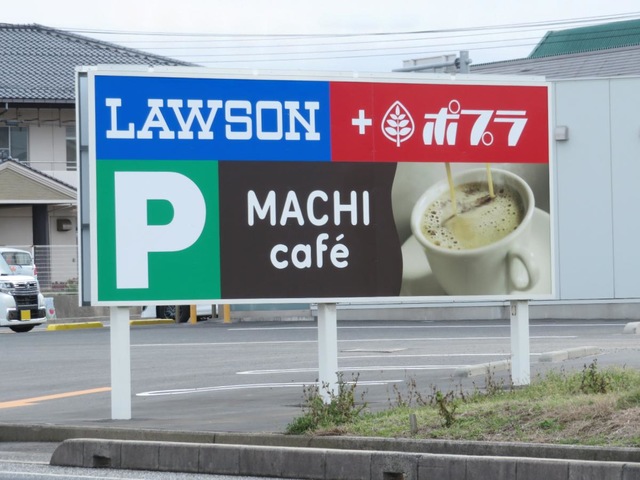 LAWSON + ポプラ
P
MACHI
café